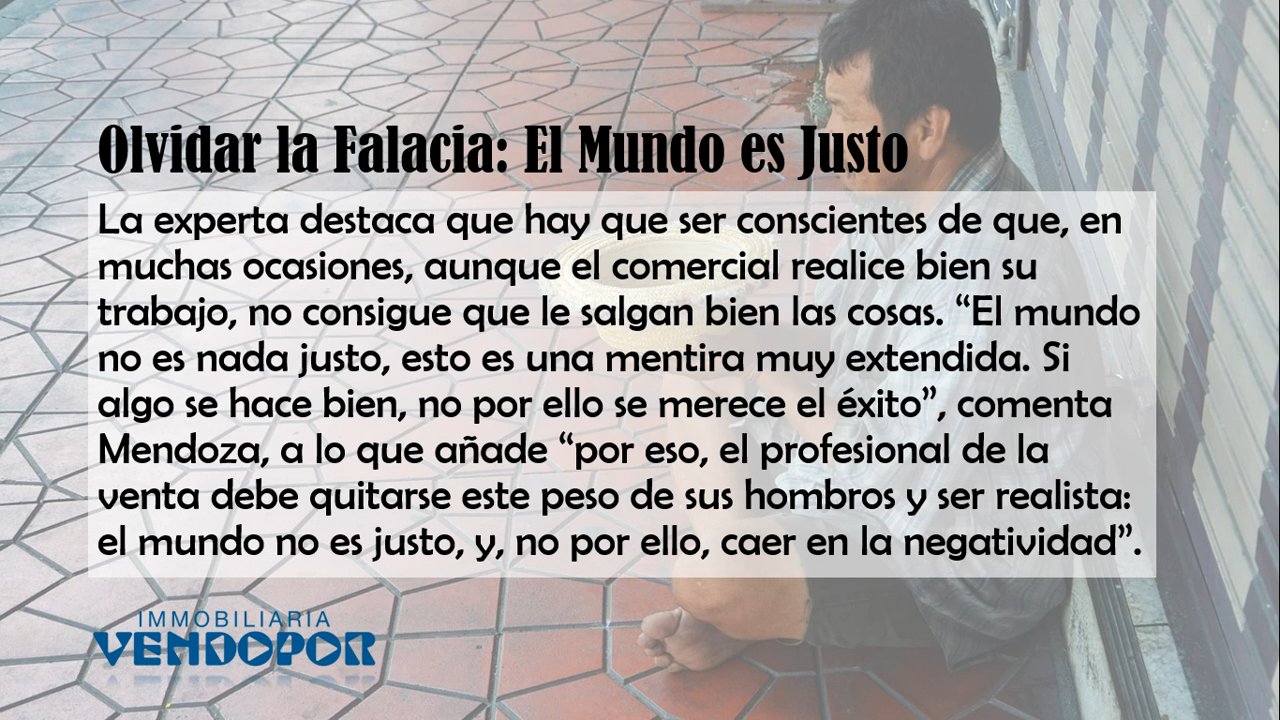 Olvidar la Falacia: El Mundo es Justo
La experta destaca que hay que ser conscientes de que, en
muchas ocasiones, aunque el comercial realice bien su
trabajo, no consigue que le salgan bien las cosas. “El mundo
no es nada justo, esto es una mentira muy extendida. Si
algo se hace bien, no por ello se merece el éxito”, comenta
Mendoza, a lo que añade “por eso, el profesional de la
venta debe quitarse este peso de sus hombros y ser realista:
el mundo no es justo, y, no por ello, caer en la negatividad”.
IMMOBILIARIA
VENDOPOR